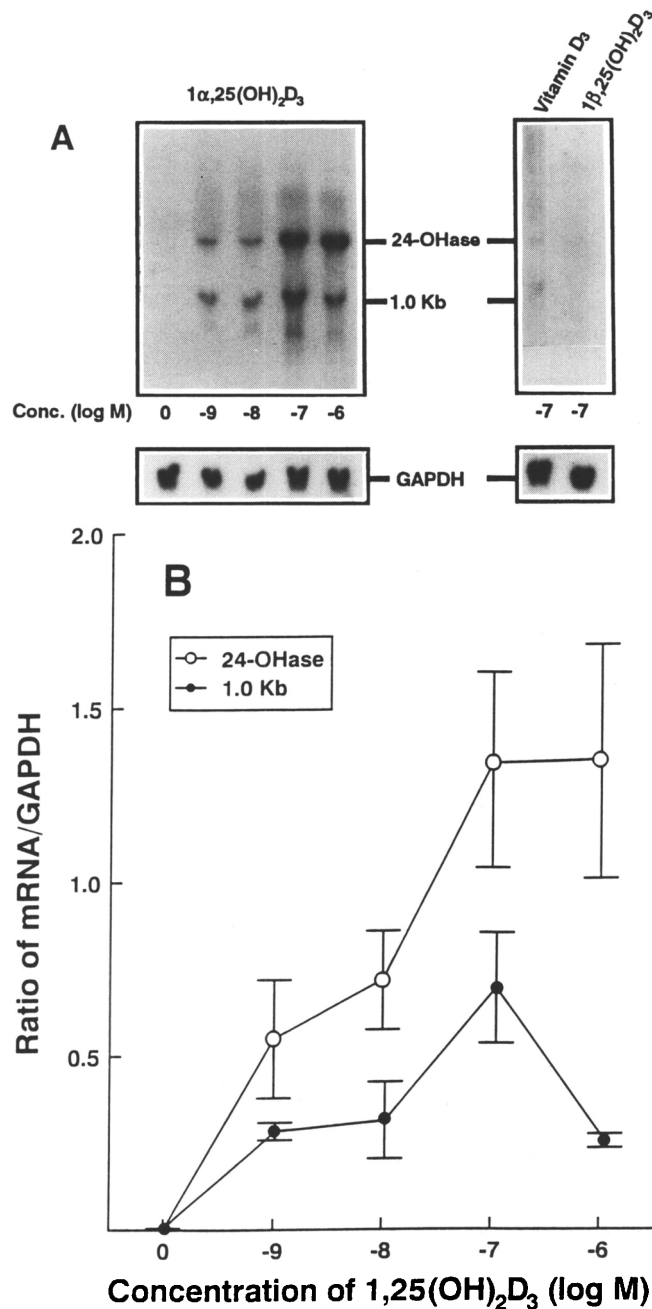 1α,25(OH)₂D₃
Vitamin D₃
1β,25(OH)₂D₃
A
24-OHase
1.0 Kb
Conc. (log M) 0 -9 -8 -7 -6 -7 -7
GAPDH
B
2.0
1.5
1.0
0.5
24-OHase
1.0 Kb
Ratio of mRNA/GAPDH
0 -9 -8 -7 -6
Concentration of 1,25(OH)₂D₃ (log M)